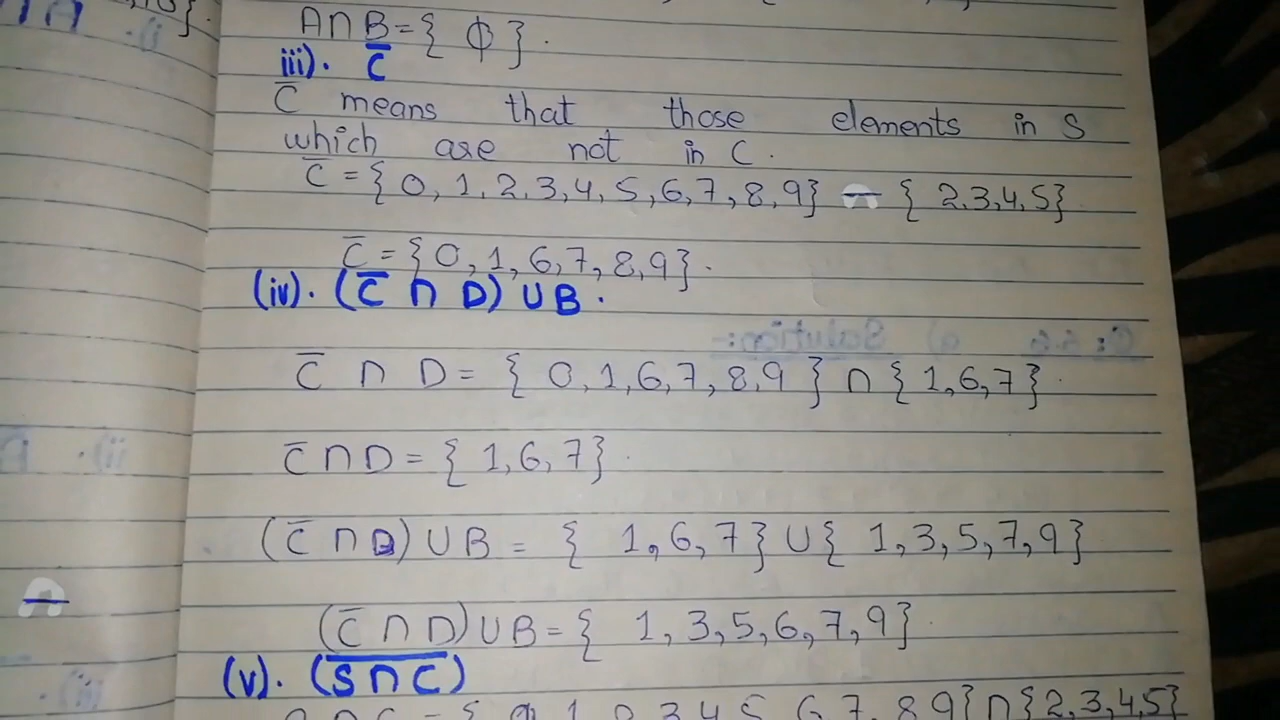 A∩B={ ϕ }.
iii). C̅
C̅ means that those elements in S
which are not in C.
C̅ = { 0, 1, 2, 3, 4, 5, 6, 7, 8, 9} – { 2,3,4,5}
C̅ = { 0, 1, 6, 7, 8, 9}.
(iv). (C̅ ∩ D) ∪ B.
C̅ ∩ D = { 0, 1, 6, 7, 8, 9 } ∩ { 1, 6, 7}.
C̅ ∩ D = { 1, 6, 7}.
(C̅ ∩ D) ∪ B = { 1, 6, 7} ∪ { 1, 3, 5, 7, 9}
(C̅ ∩ D) ∪ B = { 1, 3, 5, 6, 7, 9}.
(v). (S̅ ̅∩̅ ̅C̅)